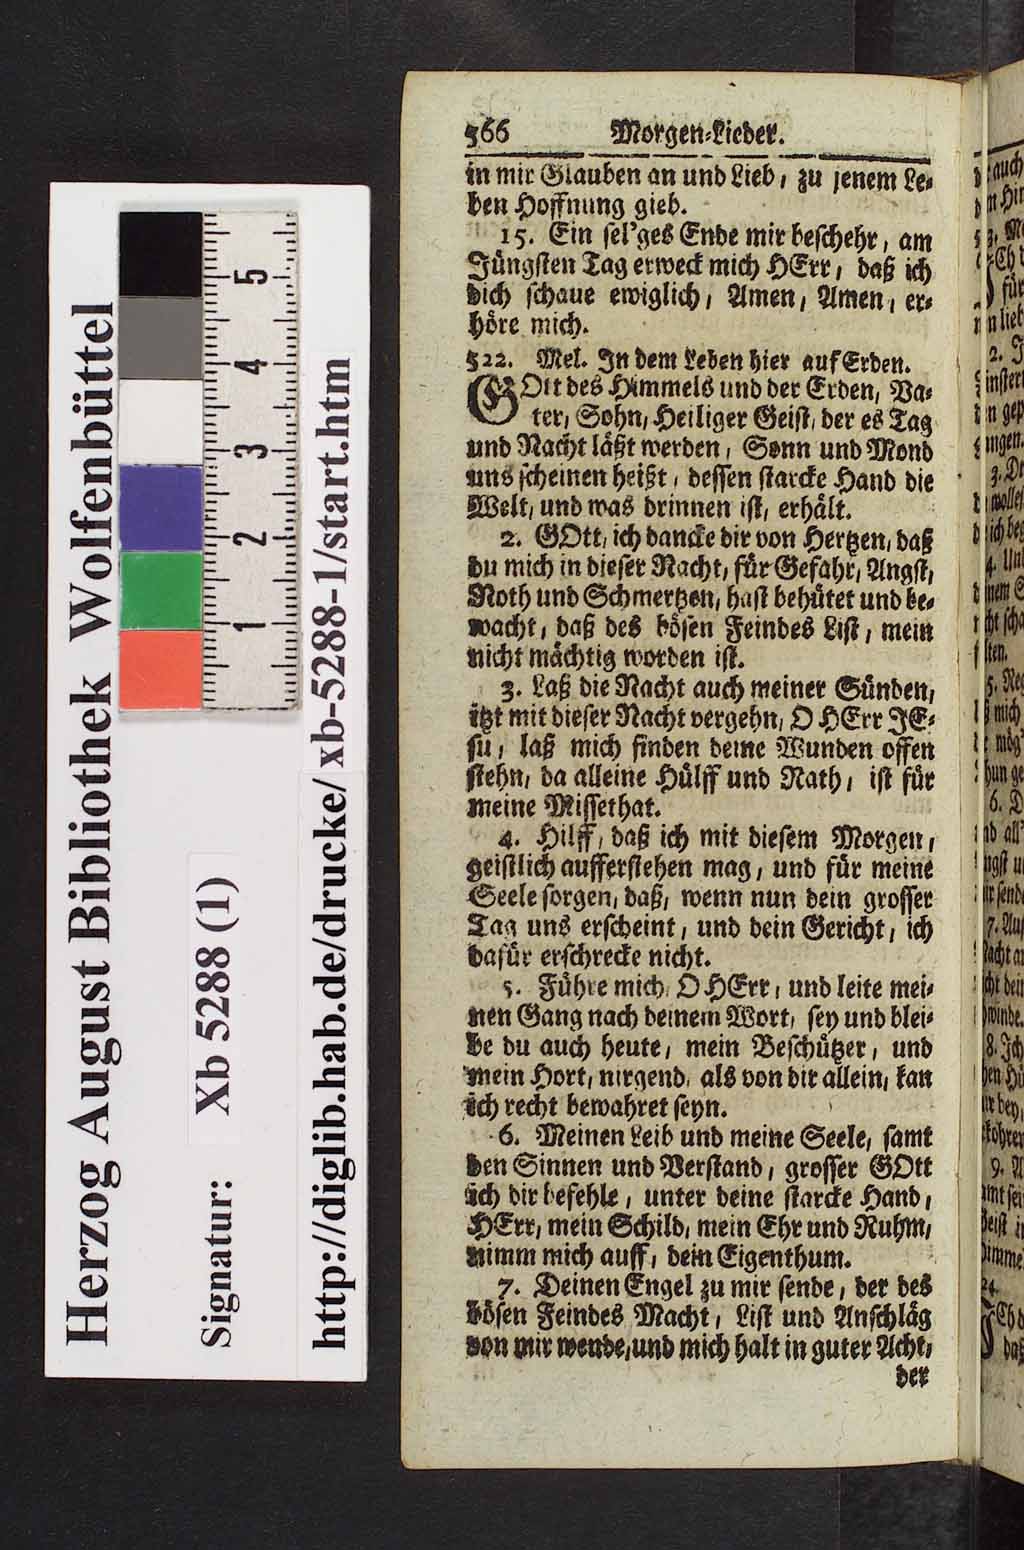 366 Morgen-Lieder.
in mir Glauben an und Lieb, zu jenem Le-
ben Hoffnung gieb.
15. Ein sel'ges Ende mir beschehr, am
Jüngsten Tag erweck mich HErr, daß ich
dich schaue ewiglich, Amen, Amen, er-
höre mich.
522. Mel. In dem Leben hier auf Erden.
GOtt des Himmels und der Erden, Va-
ter, Sohn, Heiliger Geist, der es Tag
und Nacht läßt werden, Sonn und Mond
uns scheinen heißt, dessen starcke Hand die
Welt, und was drinnen ist, erhält.
2. GOtt, ich dancke dir von Hertzen, daß
du mich in dieser Nacht, für Gefahr, Angst,
Noth und Schmertzen, hast behütet und be-
wacht, daß des bösen Feindes List, mein
nicht mächtig worden ist.
3. Laß die Nacht auch meiner Sünden,
itzt mit dieser Nacht vergehn, O HErr JE-
su, laß mich finden deine Wunden offen
stehn, da alleine Hülff und Rath, ist für
meine Missethat.
4. Hilff, daß ich mit diesem Morgen,
geistlich aufferstehen mag, und für meine
Seele sorgen, daß, wenn nun dein grosser
Tag uns erscheint, und dein Gericht, ich
dafür erschrecke nicht.
5. Führe mich, O HErr, und leite mei-
nen Gang nach deinem Wort, sey und blei-
be du auch heute, mein Beschützer, und
mein Hort, nirgend, als von dir allein, kan
ich recht bewahret seyn.
6. Meinen Leib und meine Seele, samt
den Sinnen und Verstand, grosser GOtt
ich dir befehle, unter deine starcke Hand,
HErr, mein Schild, mein Ehr und Ruhm,
nimm mich auff, dein Eigenthum.
7. Deinen Engel zu mir sende, der des
bösen Feindes Macht, List und Anschläg
von mir wende, und mich halt in guter Acht,
der
Herzog August Bibliothek Wolfenbüttel
Signatur: Xb 5288 (1)
http://diglib.hab.de/drucke/xb-5288-1/start.htm
1 2 3 4 5